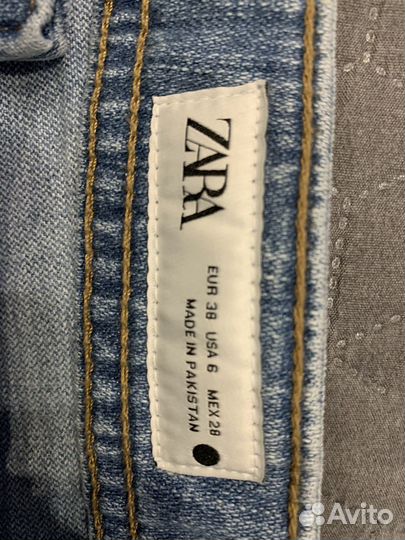 ZARA
EUR 38 USA 6 MEX 28
MADE IN PAKISTAN
Avito